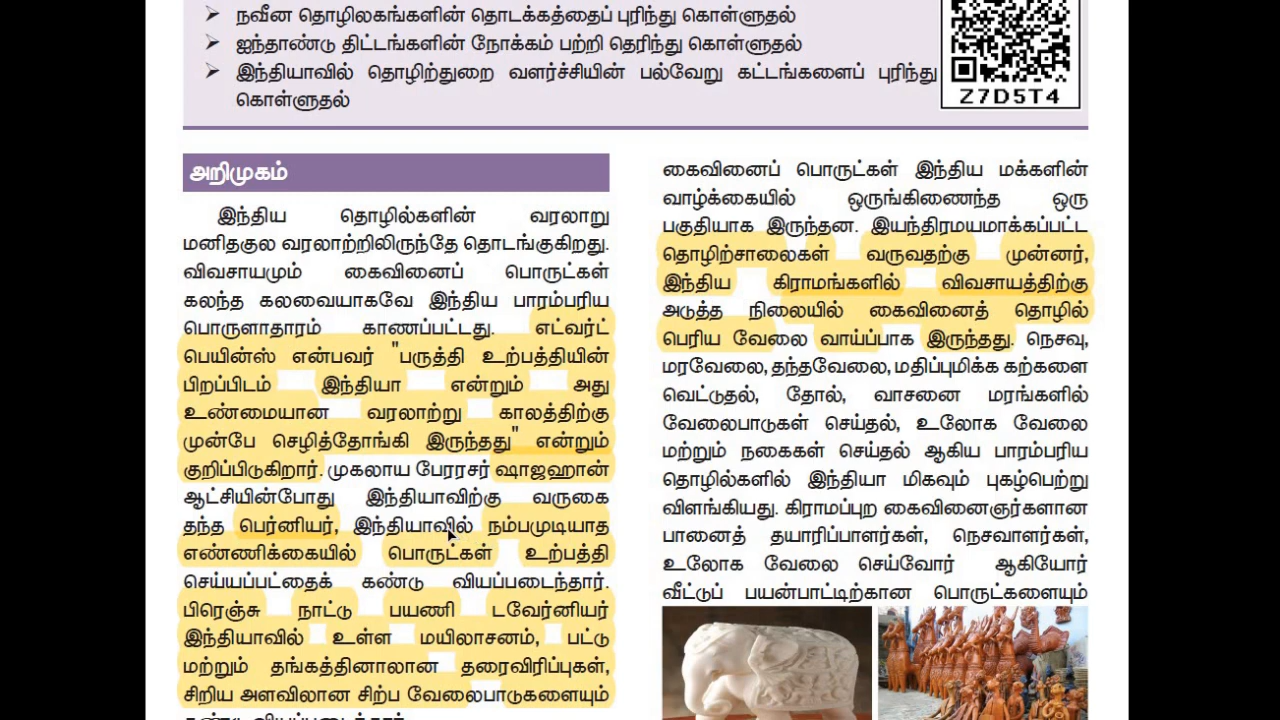 ➤ நவீன தொழிலகங்களின் தொடக்கத்தைப் புரிந்து கொள்ளுதல்
➤ ஐந்தாண்டு திட்டங்களின் நோக்கம் பற்றி தெரிந்து கொள்ளுதல்
➤ இந்தியாவில் தொழிற்துறை வளர்ச்சியின் பல்வேறு கட்டங்களைப் புரிந்து
கொள்ளுதல்
Z7D5T4
அறிமுகம்
இந்திய தொழில்களின் வரலாறு
மனிதகுல வரலாற்றிலிருந்தே தொடங்குகிறது.
விவசாயமும் கைவினைப் பொருட்கள்
கலந்த கலவையாகவே இந்திய பாரம்பரிய
பொருளாதாரம் காணப்பட்டது. எட்வர்ட்
பெயின்ஸ் என்பவர் "பருத்தி உற்பத்தியின்
பிறப்பிடம் இந்தியா என்றும் அது
உண்மையான வரலாற்று காலத்திற்கு
முன்பே செழித்தோங்கி இருந்தது" என்றும்
குறிப்பிடுகிறார். முகலாய பேரரசர் ஷாஜஹான்
ஆட்சியின்போது இந்தியாவிற்கு வருகை
தந்த பெர்னியர், இந்தியாவில் நம்பமுடியாத
எண்ணிக்கையில் பொருட்கள் உற்பத்தி
செய்யப்பட்தைக் கண்டு வியப்படைந்தார்.
பிரெஞ்சு நாட்டு பயணி டவேர்னியர்
இந்தியாவில் உள்ள மயிலாசனம், பட்டு
மற்றும் தங்கத்தினாலான தரைவிரிப்புகள்,
சிறிய அளவிலான சிற்ப வேலைபாடுகளையும்
கண்டு வியப்படைந்தார்.
கைவினைப் பொருட்கள் இந்திய மக்களின்
வாழ்க்கையில் ஒருங்கிணைந்த ஒரு
பகுதியாக இருந்தன. இயந்திரமயமாக்கப்பட்ட
தொழிற்சாலைகள் வருவதற்கு முன்னர்,
இந்திய கிராமங்களில் விவசாயத்திற்கு
அடுத்த நிலையில் கைவினைத் தொழில்
பெரிய வேலை வாய்ப்பாக இருந்தது. நெசவு,
மரவேலை, தந்தவேலை, மதிப்புமிக்க கற்களை
வெட்டுதல், தோல், வாசனை மரங்களில்
வேலைபாடுகள் செய்தல், உலோக வேலை
மற்றும் நகைகள் செய்தல் ஆகிய பாரம்பரிய
தொழில்களில் இந்தியா மிகவும் புகழ்பெற்று
விளங்கியது. கிராமப்புற கைவினைஞர்களான
பானைத் தயாரிப்பாளர்கள், நெசவாளர்கள்,
உலோக வேலை செய்வோர் ஆகியோர்
வீட்டுப் பயன்பாட்டிற்கான பொருட்களையும்